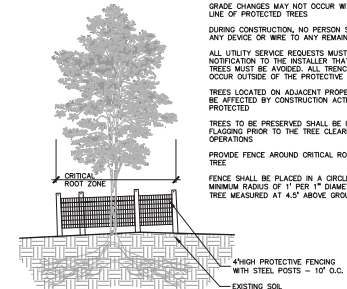 GRADE CHANGES MAY NOT OCCUR WI
LINE OF PROTECTED TREES
DURING CONSTRUCTION, NO PERSON S
ANY DEVICE OR WIRE TO ANY REMAIN
ALL UTILITY SERVICE REQUESTS MUST
NOTIFICATION TO THE INSTALLER THA
TREES MUST BE AVOIDED. ALL TRENC
OCCUR OUTSIDE OF THE PROTECTIVE
TREES LOCATED ON ADJACENT PROPE
BE AFFECTED BY CONSTRUCTION ACTI
PROTECTED
TREES TO BE PRESERVED SHALL BE I
FLAGGING PRIOR TO THE TREE CLEAR
OPERATIONS
PROVIDE FENCE AROUND CRITICAL RO
TREE
FENCE SHALL BE PLACED IN A CIRCL
MINIMUM RADIUS OF 1' PER 1" DIAME
TREE MEASURED AT 4.5' ABOVE GROU
CRITICAL
ROOT ZONE
4'HIGH PROTECTIVE FENCING
WITH STEEL POSTS - 10' O.C.
EXISTING SOIL